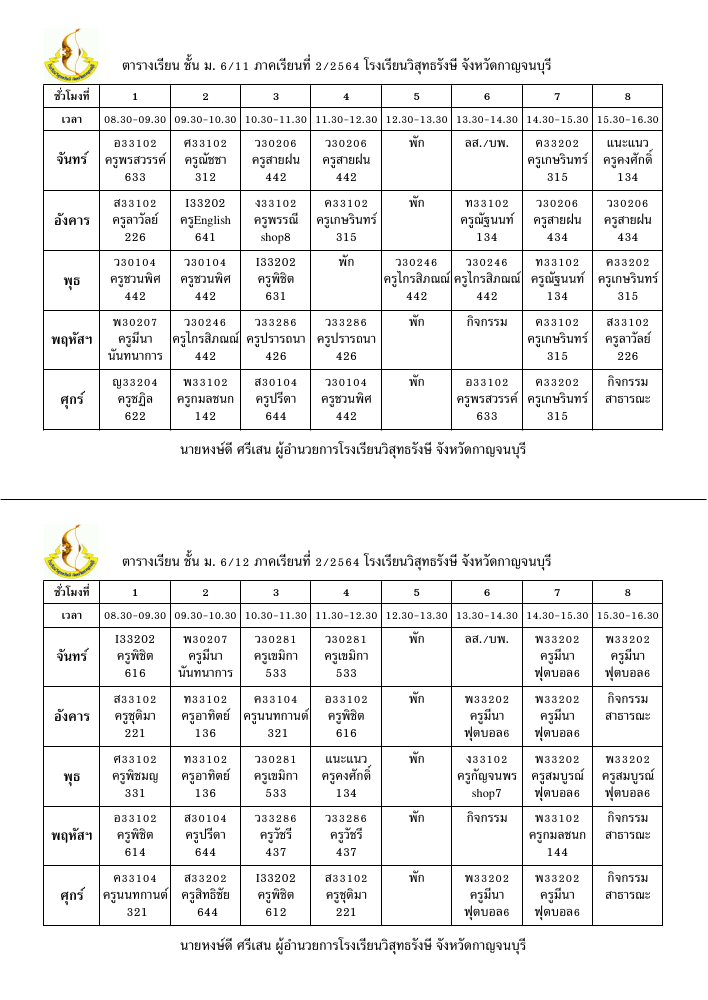 ตารางเรียน ชั้น ม. 6/11 ภาคเรียนที่ 2/2564 โรงเรียนวิสุทธรังษี จังหวัดกาญจนบุรี
ชั่วโมงที่ 1 2 3 4 5 6 7 8
เวลา 08.30-09.30 09.30-10.30 10.30-11.30 11.30-12.30 12.30-13.30 13.30-14.30 14.30-15.30 15.30-16.30
อ33102 ศ33102 ว30206 ว30206 พัก ลส./บพ. ค33202 แนะแนว
จันทร์ ครูพรสวรรค์ ครูณัชชา ครูสายฝน ครูสายฝน ครูเกษรินทร์ ครูคงศักดิ์
633 312 442 442 315 134
ส33102 I33202 ง33102 ค33102 พัก ท33102 ว30206 ว30206
อังคาร ครูลาวัลย์ ครูEnglish ครูพรรณี ครูเกษรินทร์ ครูณัฐนนท์ ครูสายฝน ครูสายฝน
226 641 shop8 315 134 434 434
ว30104 ว30104 I33202 พัก ว30246 ว30246 ท33102 ค33202
พุธ ครูชวนพิศ ครูชวนพิศ ครูพิชิต ครูไกรสิภณณ์ ครูไกรสิภณณ์ ครูณัฐนนท์ ครูเกษรินทร์
442 442 631 442 442 134 315
พ30207 ว30246 ว33286 ว33286 พัก กิจกรรม ค33102 ส33102
พฤหัสฯ ครูมีนา ครูไกรสิภณณ์ ครูปรารถนา ครูปรารถนา ครูเกษรินทร์ ครูลาวัลย์
นันทนาการ 442 426 426 315 226
ญ33204 พ33102 ส30104 ว30104 พัก อ33102 ค33202 กิจกรรม
ศุกร์ ครูชฎิล ครูกมลชนก ครูปรีดา ครูชวนพิศ ครูพรสวรรค์ ครูเกษรินทร์ สาธารณะ
622 142 644 442 633 315
นายหงษ์ดี ศรีเสน ผู้อำนวยการโรงเรียนวิสุทธรังษี จังหวัดกาญจนบุรี
ตารางเรียน ชั้น ม. 6/12 ภาคเรียนที่ 2/2564 โรงเรียนวิสุทธรังษี จังหวัดกาญจนบุรี
ชั่วโมงที่ 1 2 3 4 5 6 7 8
เวลา 08.30-09.30 09.30-10.30 10.30-11.30 11.30-12.30 12.30-13.30 13.30-14.30 14.30-15.30 15.30-16.30
I33202 พ30207 ว30281 ว30281 พัก ลส./บพ. พ33202 พ33202
จันทร์ ครูพิชิต ครูมีนา ครูเขมิกา ครูเขมิกา ครูมีนา ครูมีนา
616 นันทนาการ 533 533 ฟุตบอล6 ฟุตบอล6
ส33102 ท33102 ค33104 อ33102 พัก พ33202 พ33202 กิจกรรม
อังคาร ครูชุติมา ครูอาทิตย์ ครูนนทกานต์ ครูพิชิต ครูมีนา ครูมีนา สาธารณะ
221 136 321 616 ฟุตบอล6 ฟุตบอล6
ศ33102 ท33102 ว30281 แนะแนว พัก ง33102 พ33202 พ33202
พุธ ครูพิชมญ ครูอาทิตย์ ครูเขมิกา ครูคงศักดิ์ ครูกัญจนพร ครูสมบูรณ์ ครูสมบูรณ์
331 136 533 134 shop7 ฟุตบอล6 ฟุตบอล6
อ33102 ส30104 ว33286 ว33286 พัก กิจกรรม พ33102 กิจกรรม
พฤหัสฯ ครูพิชิต ครูปรีดา ครูวัชรี ครูวัชรี ครูกมลชนก สาธารณะ
614 644 437 437 144
ค33104 ส33202 I33202 ส33102 พัก พ33202 พ33202 กิจกรรม
ศุกร์ ครูนนทกานต์ ครูสิทธิชัย ครูพิชิต ครูชุติมา ครูมีนา ครูมีนา สาธารณะ
321 644 612 221 ฟุตบอล6 ฟุตบอล6
นายหงษ์ดี ศรีเสน ผู้อำนวยการโรงเรียนวิสุทธรังษี จังหวัดกาญจนบุรี